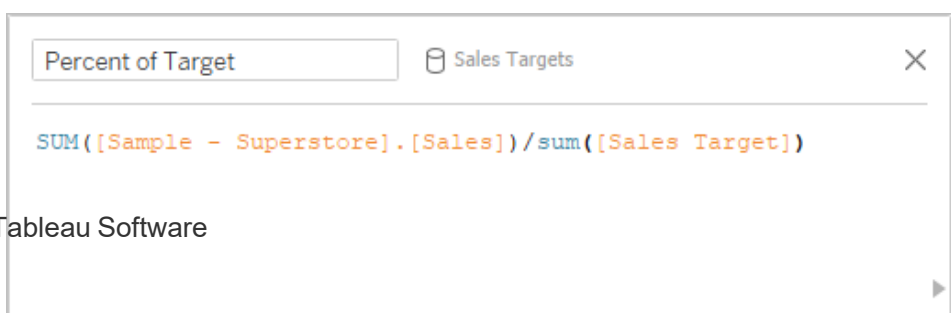 Percent of Target Sales Targets
SUM([Sample - Superstore].[Sales])/sum([Sales Target])
Tableau Software